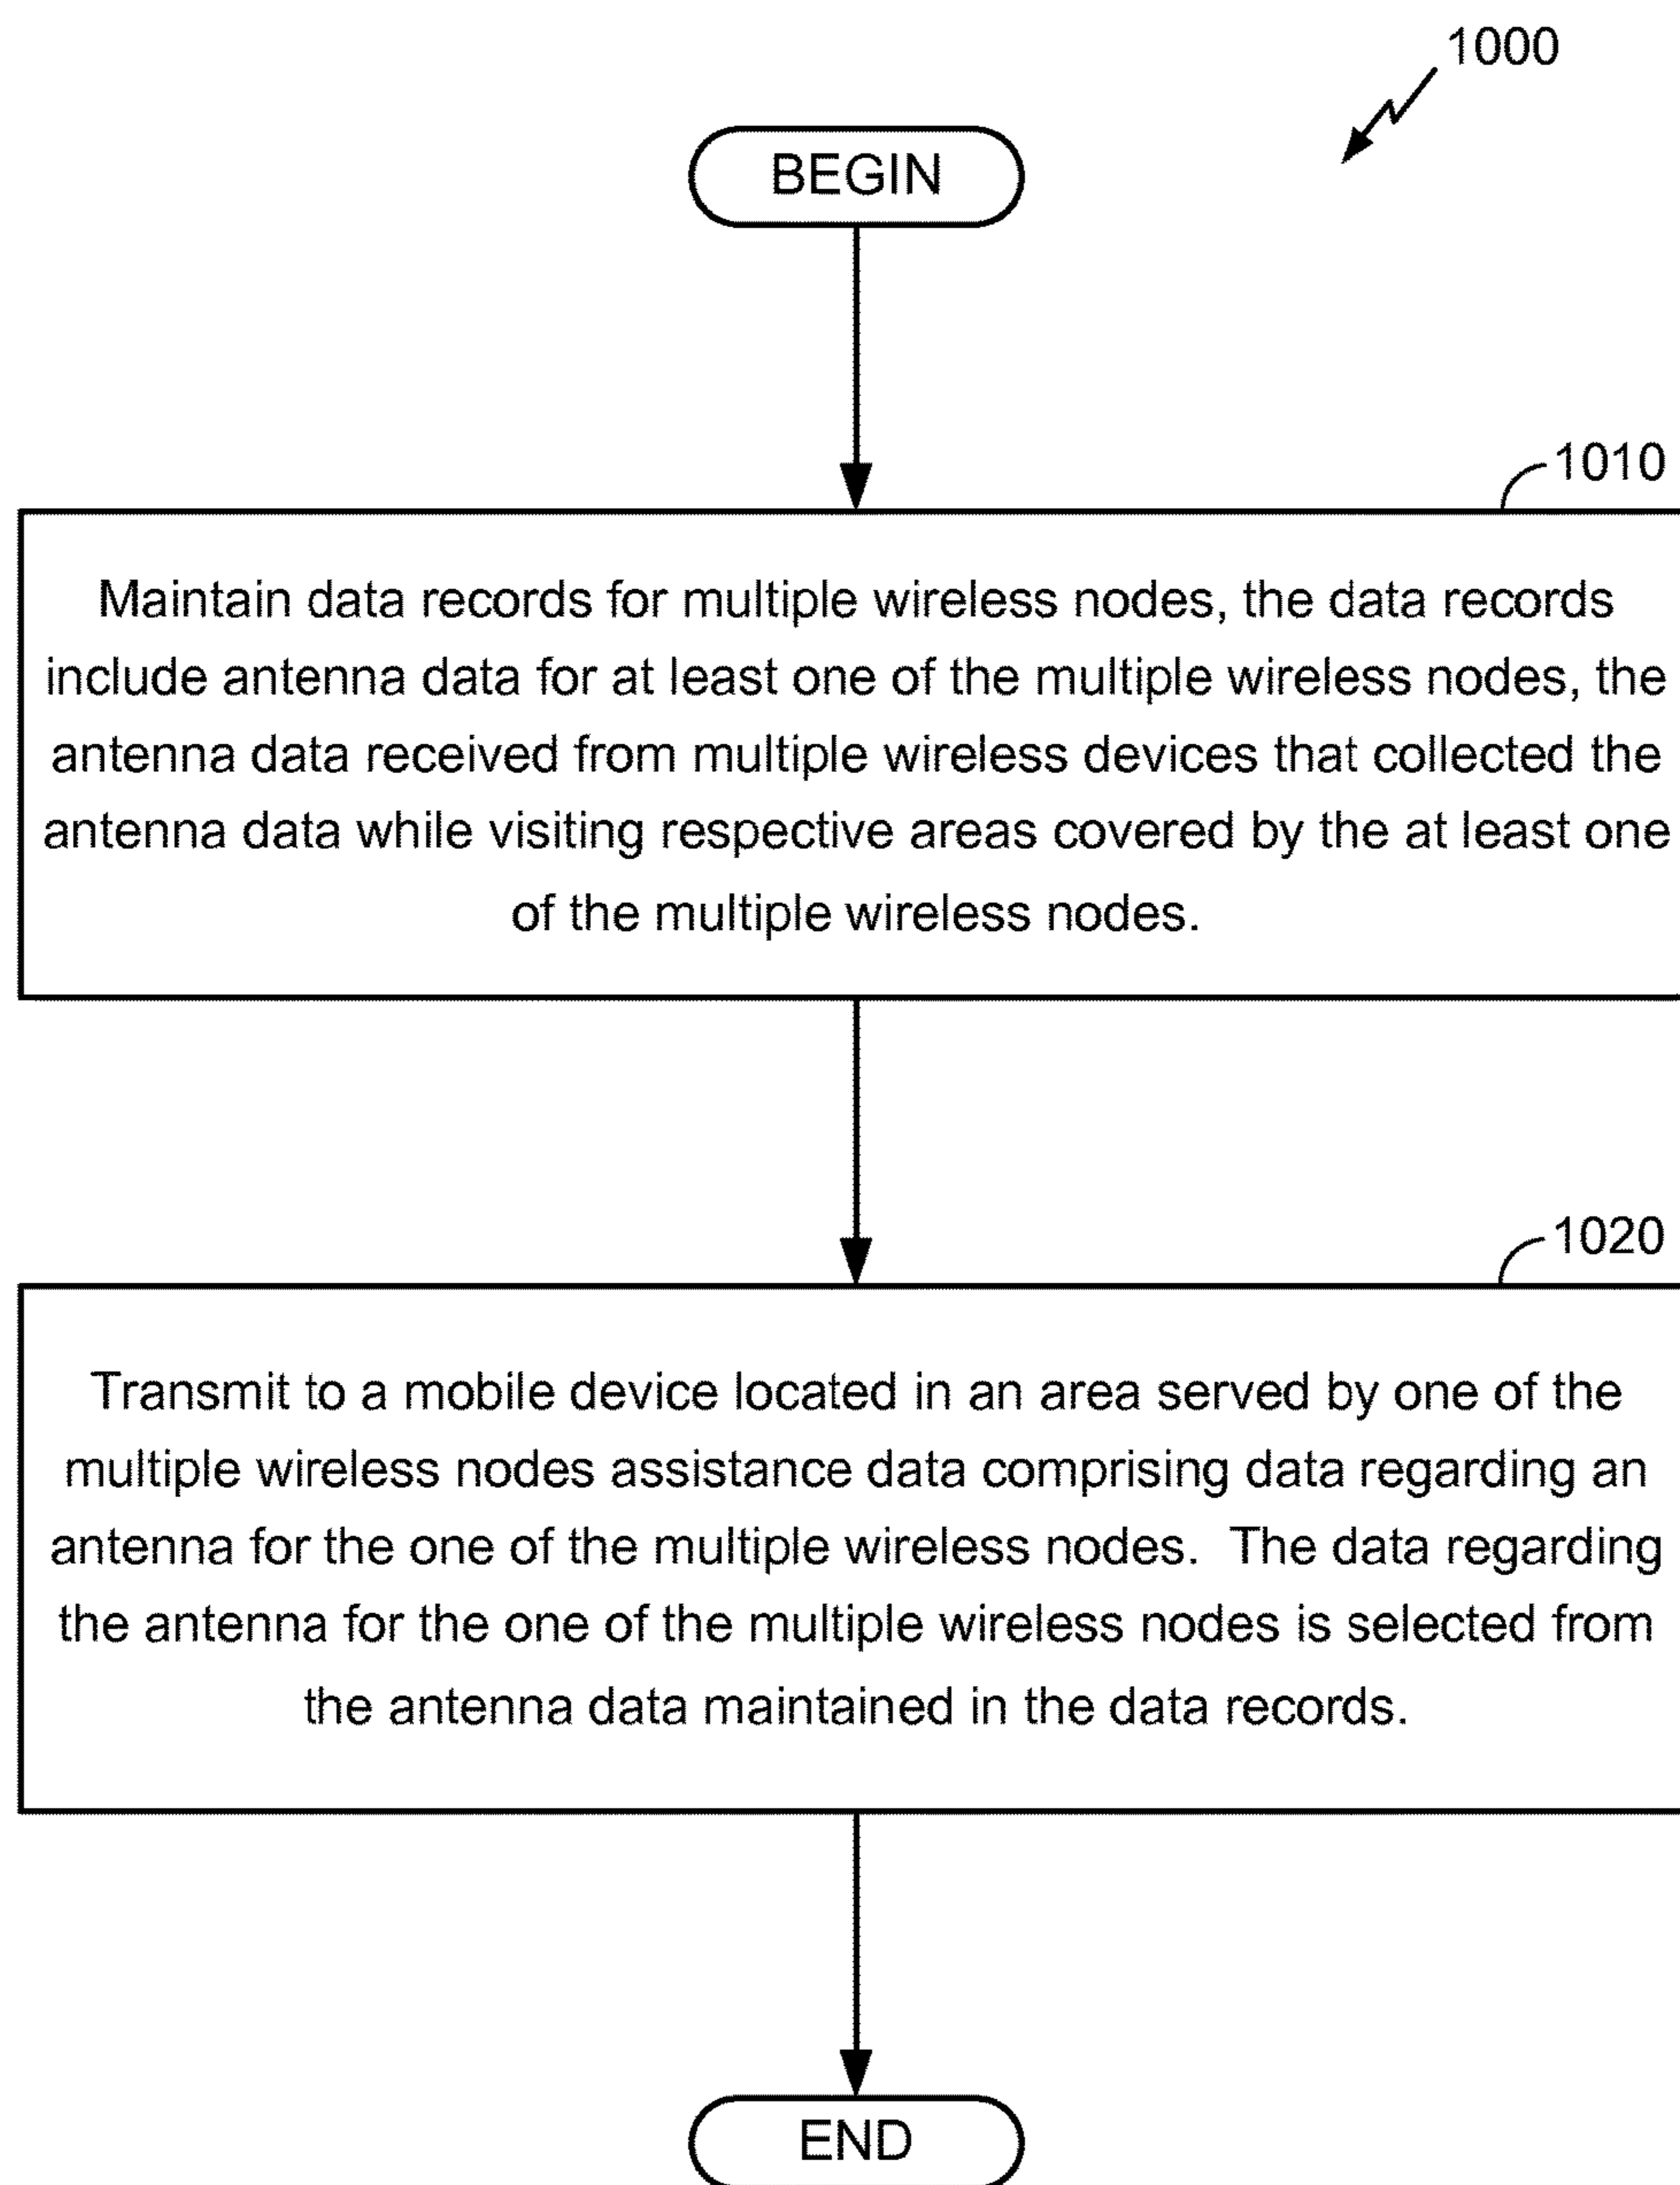 1000
BEGIN
1010
Maintain data records for multiple wireless nodes, the data records
include antenna data for at least one of the multiple wireless nodes, the
antenna data received from multiple wireless devices that collected the
antenna data while visiting respective areas covered by the at least one
of the multiple wireless nodes.
1020
Transmit to a mobile device located in an area served by one of the
multiple wireless nodes assistance data comprising data regarding an
antenna for the one of the multiple wireless nodes.  The data regarding
the antenna for the one of the multiple wireless nodes is selected from
the antenna data maintained in the data records.
END